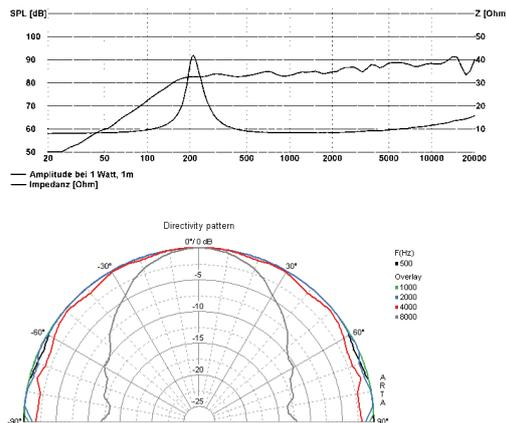 SPL [dB] Z [Ohm
100 50
90 40
80 30
70 20
60 10
50
20 50 100 200 500 1000 2000 5000 10000 20000
Amplitude bei 1 Watt, 1m
Impedanz [Ohm]
Directivity pattern
0°/ 0 dB
-30° 30°
-5
-10
-60° 60°
-15
-20
-25
-90° 90°
F(Hz)
500
Overlay
1000
2000
4000
8000
A
R
T
A